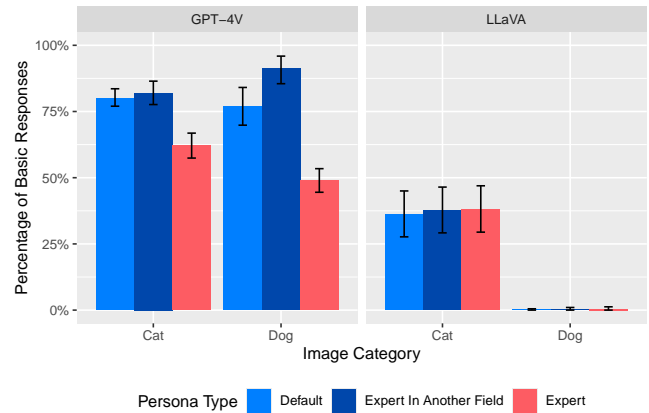 GPT−4V LLaVA
100%
75%
50%
25%
0%
Percentage of Basic Responses
Cat Dog Cat Dog
Image Category
Persona Type Default Expert In Another Field Expert